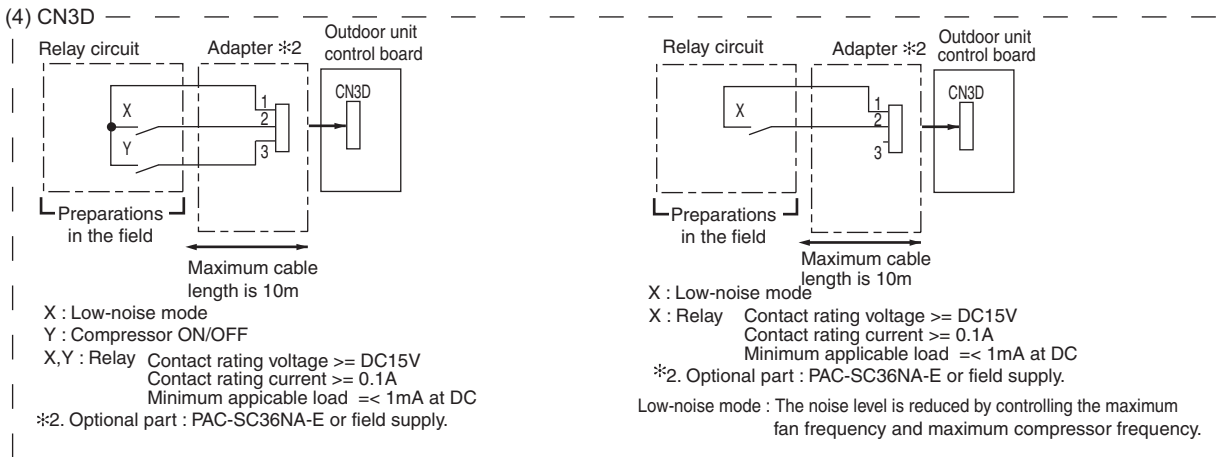 (4) CN3D
Relay circuit
Adapter ✻2
Outdoor unit
control board
X
Y
1
2
3
CN3D
Preparations
in the field
Maximum cable
length is 10m
X : Low-noise mode
Y : Compressor ON/OFF
X,Y : Relay Contact rating voltage >= DC15V
Contact rating current >= 0.1A
Minimum appicable load =< 1mA at DC
✻2. Optional part : PAC-SC36NA-E or field supply.
Relay circuit
Adapter ✻2
Outdoor unit
control board
X
1
2
3
CN3D
Preparations
in the field
Maximum cable
length is 10m
X : Low-noise mode
X : Relay Contact rating voltage >= DC15V
Contact rating current >= 0.1A
Minimum applicable load =< 1mA at DC
✻2. Optional part : PAC-SC36NA-E or field supply.
Low-noise mode : The noise level is reduced by controlling the maximum
fan frequency and maximum compressor frequency.